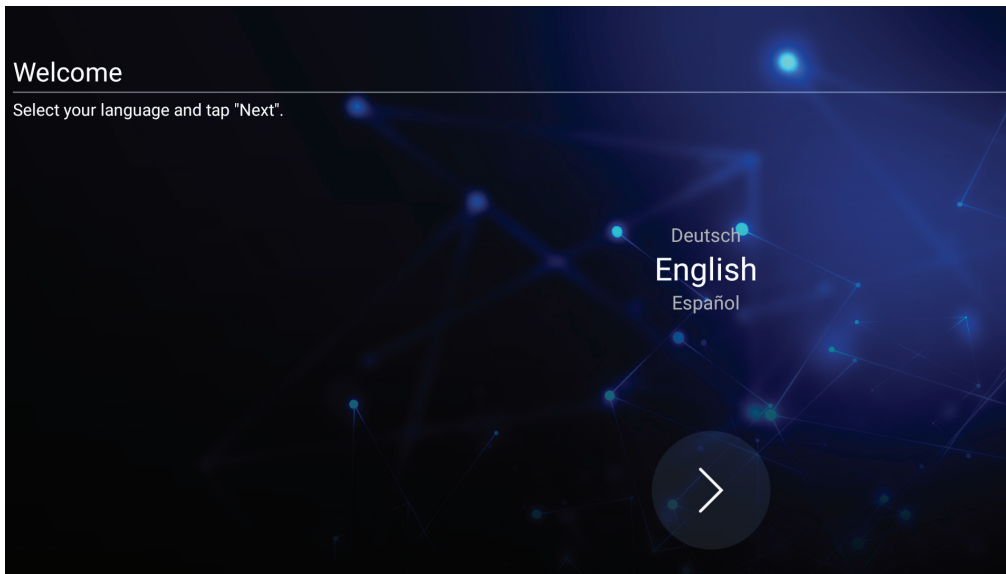 Welcome
Select your language and tap "Next".
Deutsch
English
Español